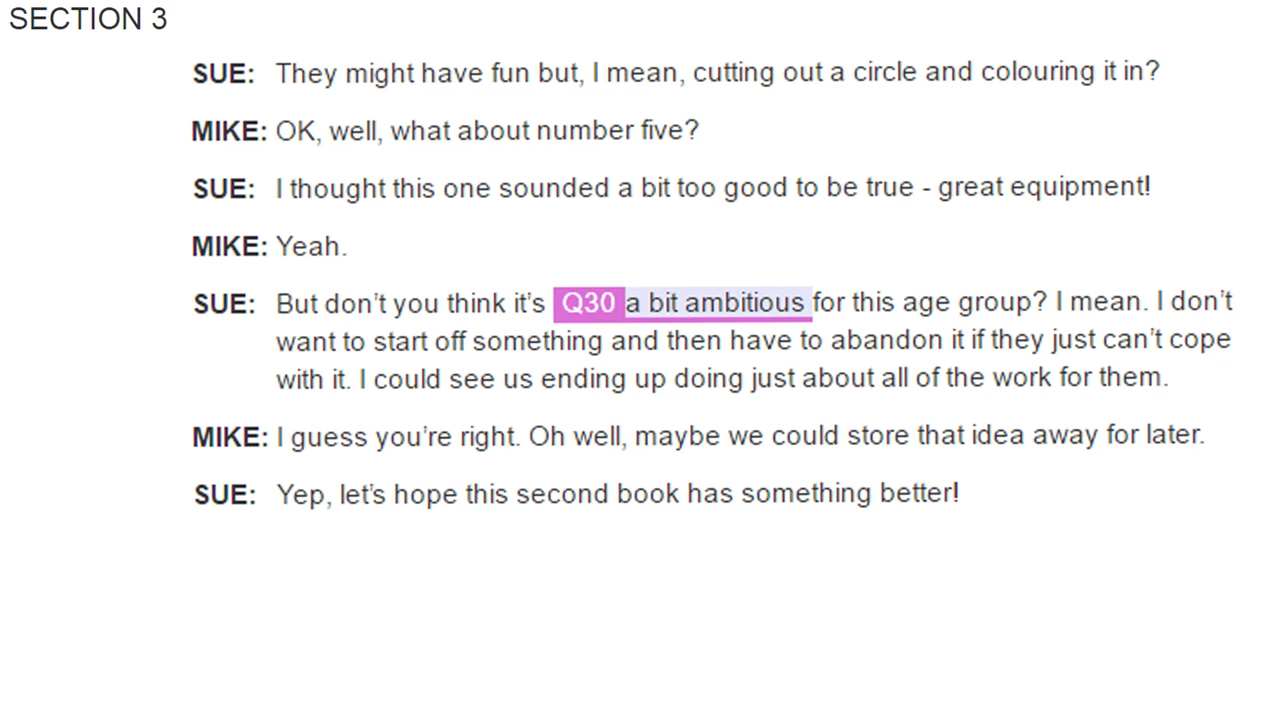 SECTION 3
SUE: They might have fun but, I mean, cutting out a circle and colouring it in?
MIKE: OK, well, what about number five?
SUE: I thought this one sounded a bit too good to be true - great equipment!
MIKE: Yeah.
SUE: But don't you think it's Q30 a bit ambitious for this age group? I mean. I don't
want to start off something and then have to abandon it if they just can't cope
with it. I could see us ending up doing just about all of the work for them.
MIKE: I guess you're right. Oh well, maybe we could store that idea away for later.
SUE: Yep, let's hope this second book has something better!